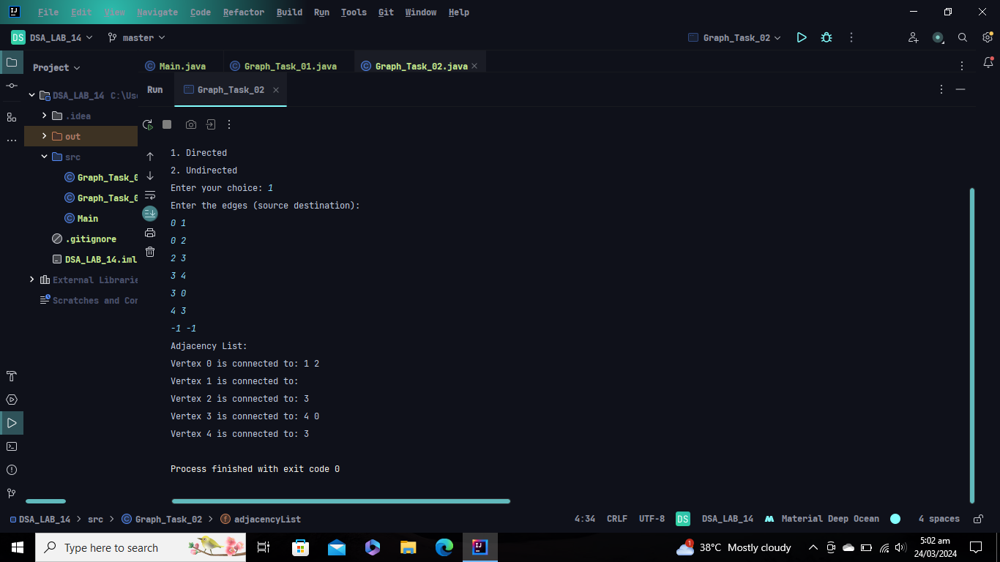 File Edit View Navigate Code Refactor Build Run Tools Git Window Help
DS DSA_LAB_14 master Graph_Task_02
Project Main.java Graph_Task_01.java Graph_Task_02.java
Run Graph_Task_02
DSA_LAB_14 C:\Use
.idea
out
src
Graph_Task_0
Graph_Task_0
Main
.gitignore
DSA_LAB_14.iml
External Librarie
Scratches and Con
1. Directed
2. Undirected
Enter your choice: 1
Enter the edges (source destination):
0 1
0 2
2 3
3 4
3 0
4 3
-1 -1
Adjacency List:
Vertex 0 is connected to: 1 2
Vertex 1 is connected to:
Vertex 2 is connected to: 3
Vertex 3 is connected to: 4 0
Vertex 4 is connected to: 3
Process finished with exit code 0
DSA_LAB_14 src Graph_Task_02 adjacencyList 4:34 CRLF UTF-8 DS DSA_LAB_14 Material Deep Ocean 4 spaces
Type here to search 1 38°C Mostly cloudy 5:02 am
24/03/2024